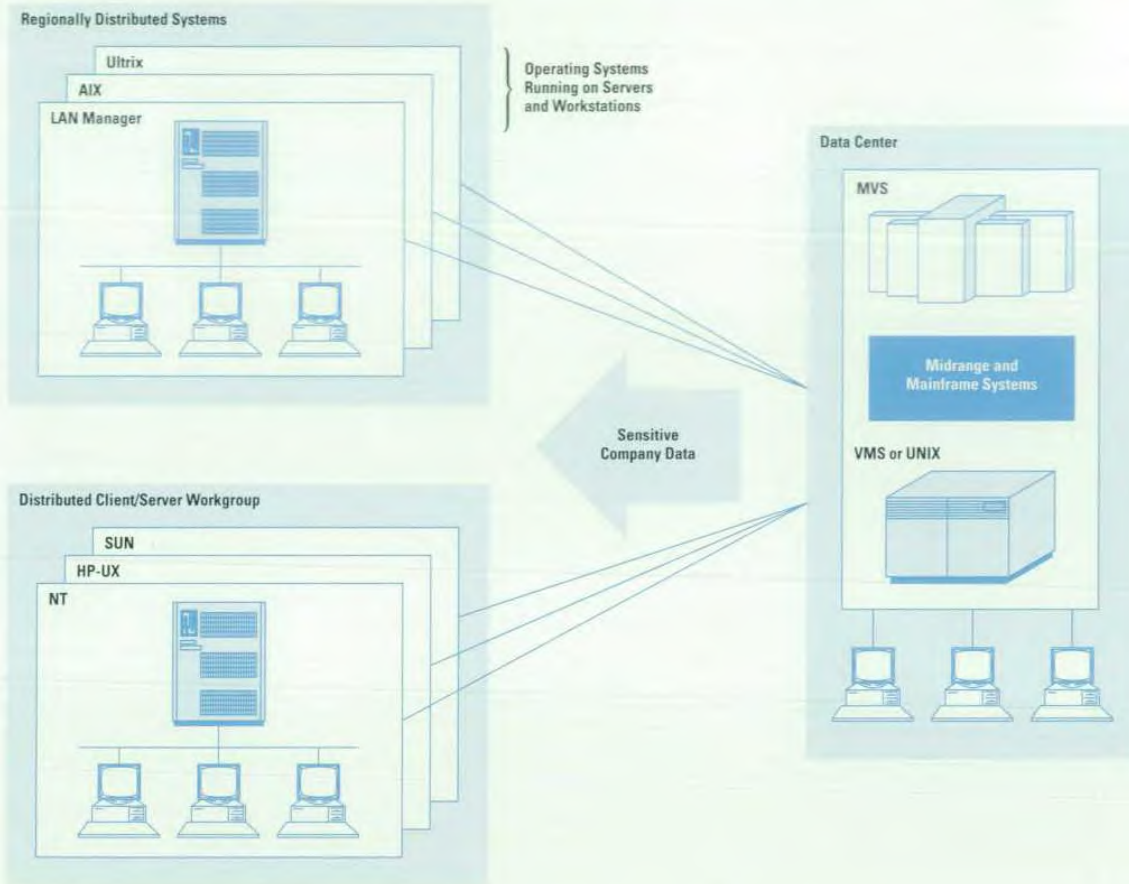 Regionally Distributed Systems
Ultrix
AIX
LAN Manager
Operating Systems
Running on Servers
and Workstations
Data Center
MVS
Midrange and
Mainframe Systems
VMS or UNIX
Sensitive
Company Data
Distributed Client/Server Workgroup
SUN
HP-UX
NT